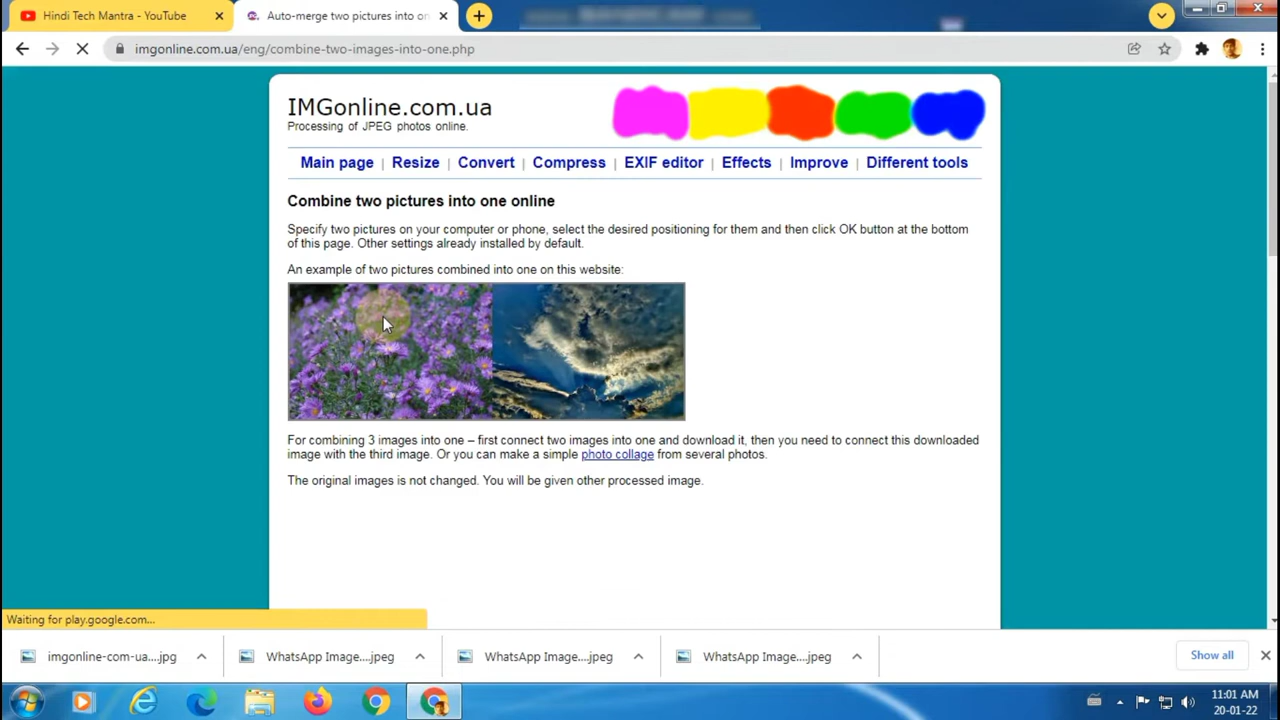 Hindi Tech Mantra - YouTube
Auto-merge two pictures into on
imgonline.com.ua/eng/combine-two-images-into-one.php
IMGonline.com.ua
Processing of JPEG photos online.
Main page | Resize | Convert | Compress | EXIF editor | Effects | Improve | Different tools
Combine two pictures into one online
Specify two pictures on your computer or phone, select the desired positioning for them and then click OK button at the bottom
of this page. Other settings already installed by default.
An example of two pictures combined into one on this website:
For combining 3 images into one – first connect two images into one and download it, then you need to connect this downloaded
image with the third image. Or you can make a simple photo collage from several photos.
The original images is not changed. You will be given other processed image.
Waiting for play.google.com...
imgonline-com-ua....jpg
WhatsApp Image....jpeg
WhatsApp Image....jpeg
WhatsApp Image....jpeg
Show all
11:01 AM
20-01-22